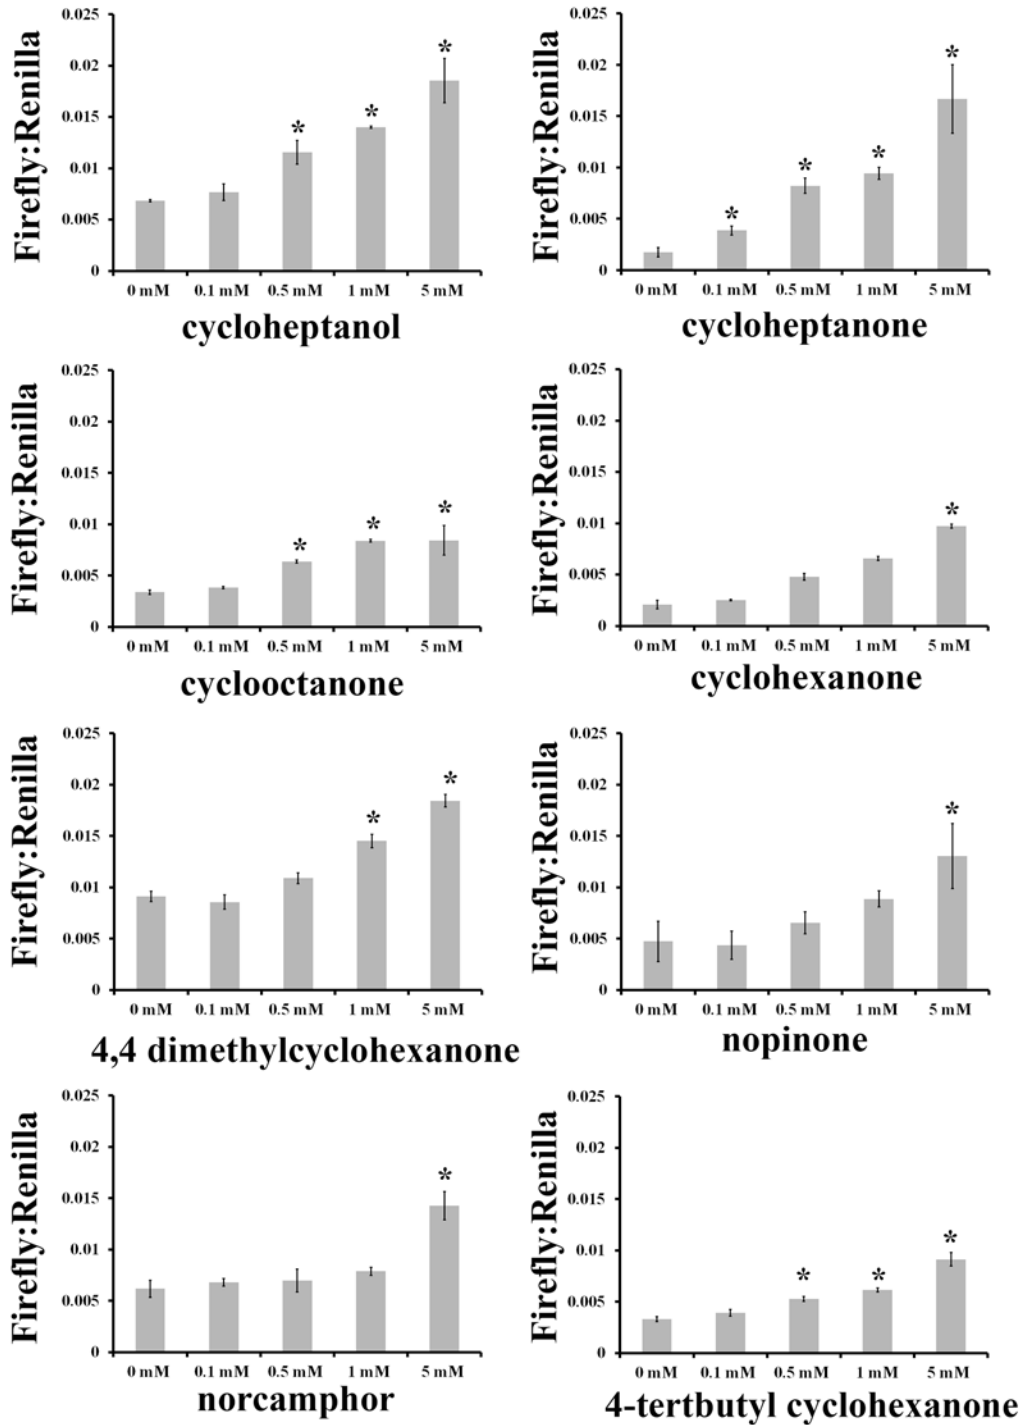 Firefly:Renilla
0.025
0.02
0.015
0.01
0.005
0
* * *
0 mM 0.1 mM 0.5 mM 1 mM 5 mM
cycloheptanol
Firefly:Renilla
0.025
0.02
0.015
0.01
0.005
0
* * * *
0 mM 0.1 mM 0.5 mM 1 mM 5 mM
cycloheptanone
Firefly:Renilla
0.025
0.02
0.015
0.01
0.005
0
* * *
0 mM 0.1 mM 0.5 mM 1 mM 5 mM
cyclooctanone
Firefly:Renilla
0.025
0.02
0.015
0.01
0.005
0
*
0 mM 0.1 mM 0.5 mM 1 mM 5 mM
cyclohexanone
Firefly:Renilla
0.025
0.02
0.015
0.01
0.005
0
* *
0 mM 0.1 mM 0.5 mM 1 mM 5 mM
4,4 dimethylcyclohexanone
Firefly:Renilla
0.025
0.02
0.015
0.01
0.005
0
*
0 mM 0.1 mM 0.5 mM 1 mM 5 mM
nopinone
Firefly:Renilla
0.025
0.02
0.015
0.01
0.005
0
*
0 mM 0.1 mM 0.5 mM 1 mM 5 mM
norcamphor
Firefly:Renilla
0.025
0.02
0.015
0.01
0.005
0
* * *
0 mM 0.1 mM 0.5 mM 1 mM 5 mM
4-tertbutyl cyclohexanone